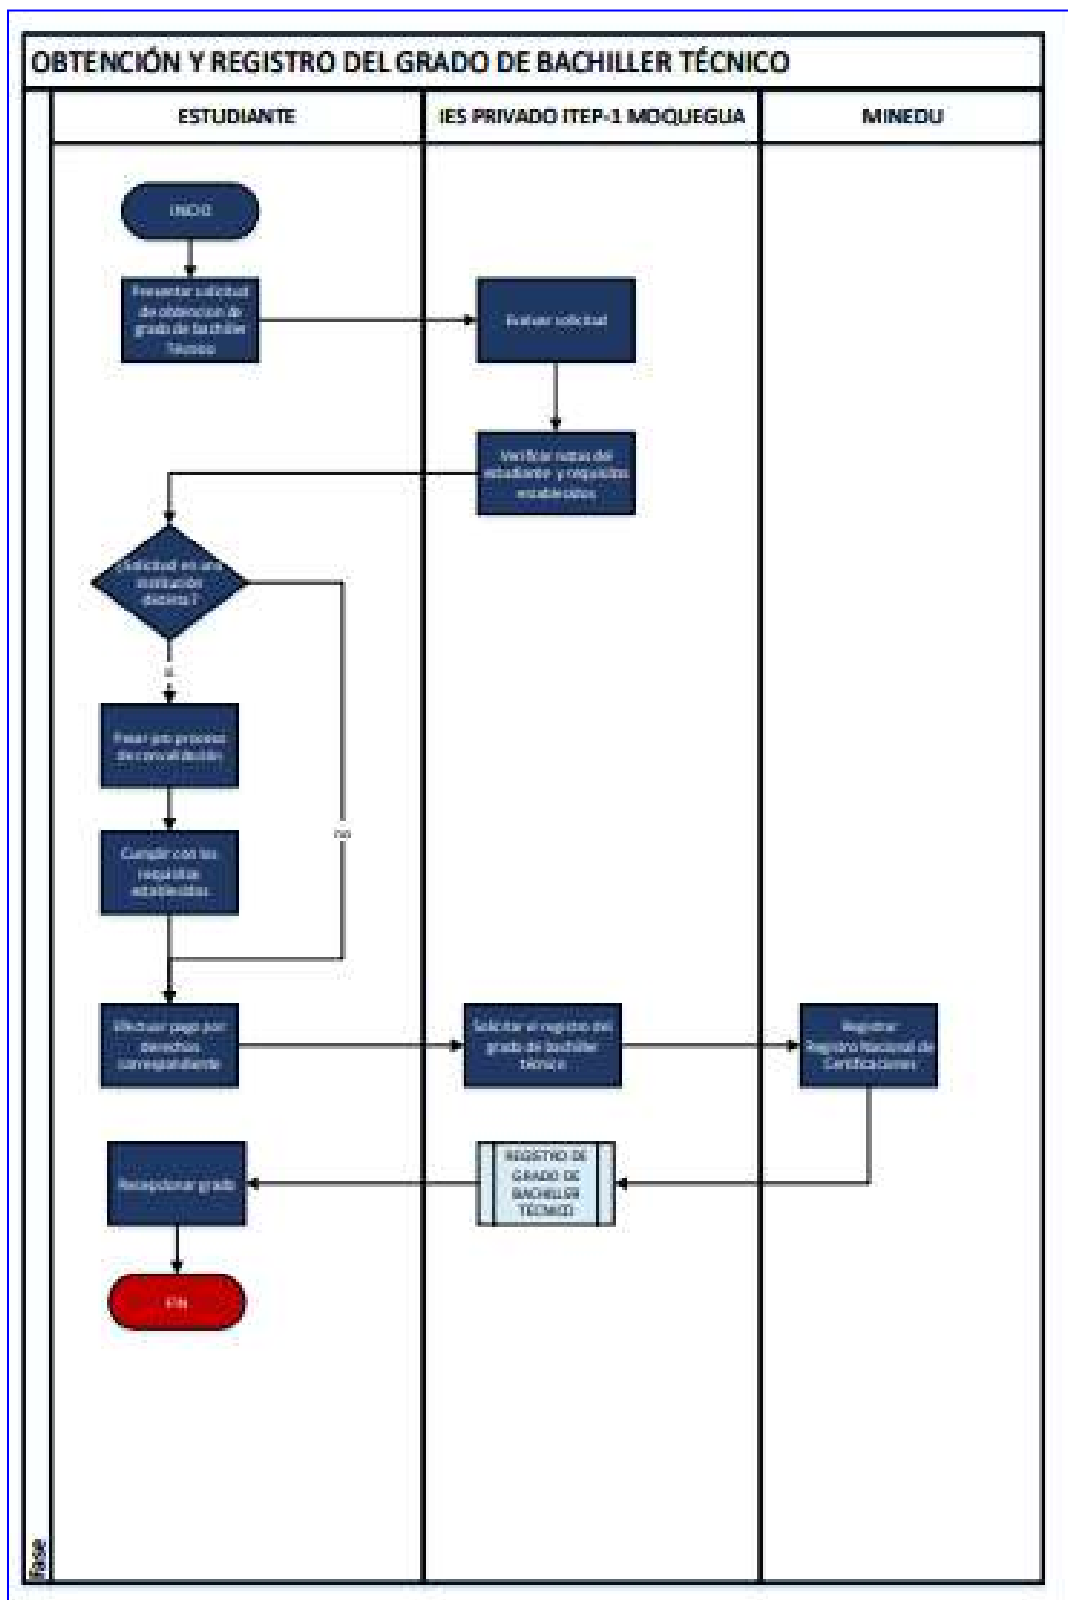 OBTENCIÓN Y REGISTRO DEL GRADO DE BACHILLER TÉCNICO
ESTUDIANTE
IES PRIVADO ITEP-1 MOQUEGUA
MINEDU
INICIO
Presentar solicitud
de obtencion de
grado de bachiller
Técnico
Evaluar solicitud
Verificar notas del
estudiante y requisitos
establecidos
¿Solicitud en una
institución
distinta?
si
Pasar por proceso
de convalidación
no
Cumplir con los
requisitos
establecidos
Efectuar pago por
derechos
correspondiente
Solicitar el registro del
grado de bachiller
técnico
Registrar
Registro Nacional de
Certificaciones
Recepcionar grado
REGISTRO DE
GRADO DE
BACHILLER
TÉCNICO
FIN
Fase